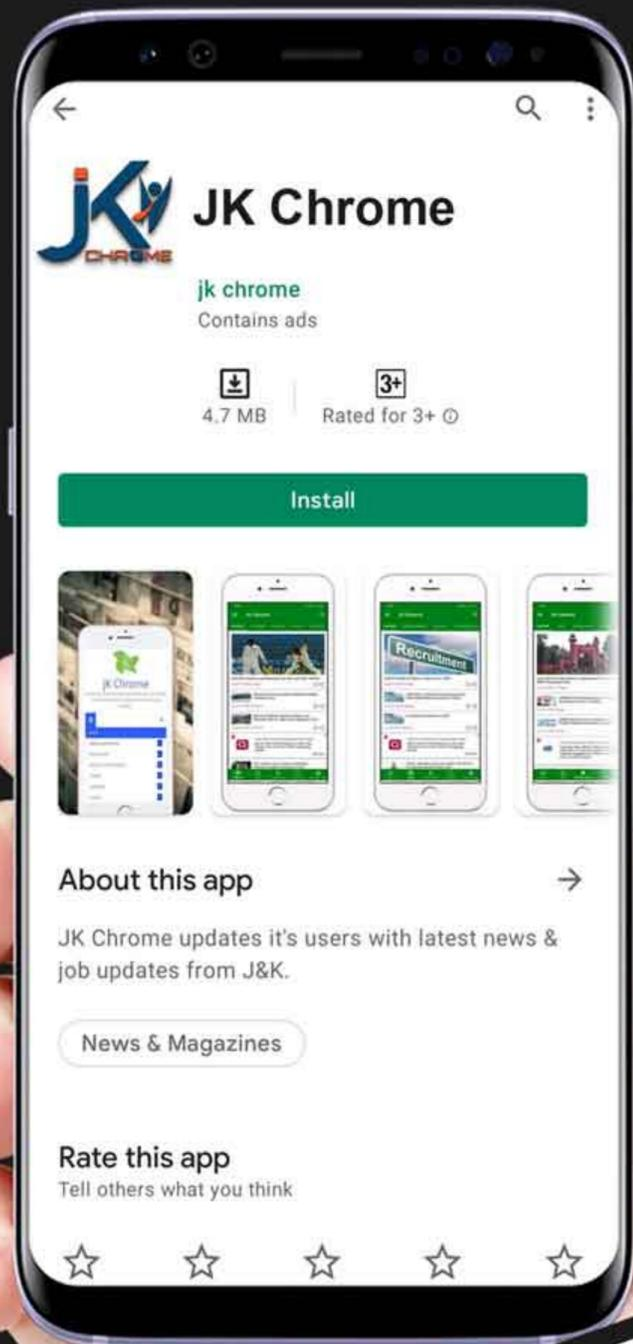 JK
CHROME
JK Chrome
jk chrome
Contains ads
4.7 MB
3+
Rated for 3+
Install
jk Chrome
Recruitment
About this app
JK Chrome updates it's users with latest news &
job updates from J&K.
News & Magazines
Rate this app
Tell others what you think